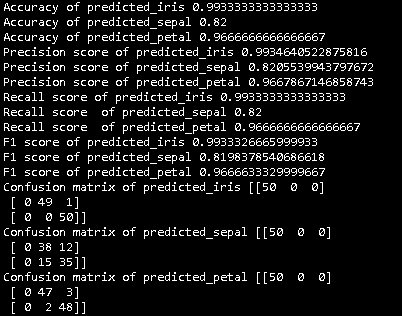 Accuracy of predicted_iris 0.9933333333333333
Accuracy of predicted_sepal 0.82
Accuracy of predicted_petal 0.9666666666666667
Precision score of predicted_iris 0.9934640522875816
Precision score of predicted_sepal 0.8205539943797672
Precision score of predicted_petal 0.9667867146858743
Recall score of predicted_iris 0.9933333333333333
Recall score  of predicted_sepal 0.82
Recall score  of predicted_petal 0.9666666666666667
F1 score of predicted_iris 0.9933326665999933
F1 score of predicted_sepal 0.8198378540686618
F1 score of predicted_petal 0.9666633329999667
Confusion matrix of predicted_iris [[50  0  0]
 [ 0 49  1]
 [ 0  0 50]]
Confusion matrix of predicted_sepal [[50  0  0]
 [ 0 38 12]
 [ 0 15 35]]
Confusion matrix of predicted_petal [[50  0  0]
 [ 0 47  3]
 [ 0  2 48]]